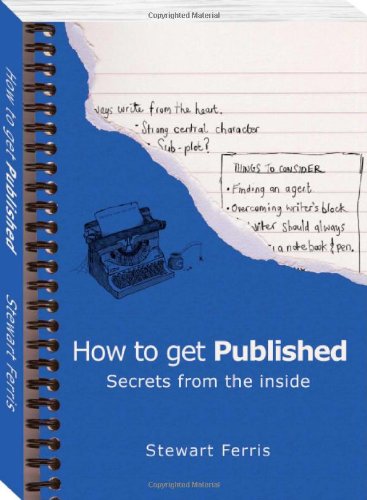 Copyrighted Material
ways write from the heart.
- Strong central character
- Sub-plot?
THINGS TO CONSIDER
• Finding an agent
• Overcoming writer's block
writer should always
a notebook & pen.
How to get Published
Secrets from the inside
Stewart Ferris
How to get Published
Stewart Ferris
Copyrighted Material